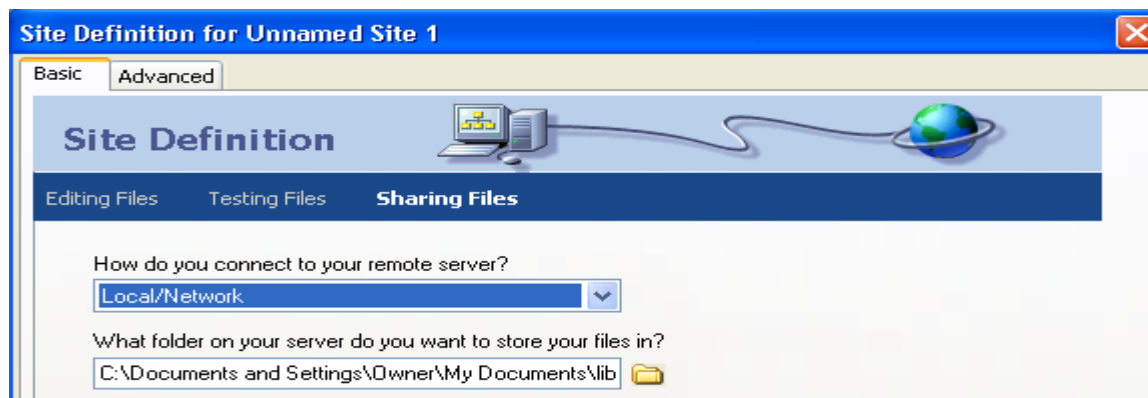 Site Definition for Unnamed Site 1
Basic Advanced
Site Definition
Editing Files Testing Files Sharing Files
How do you connect to your remote server?
Local/Network
What folder on your server do you want to store your files in?
C:\Documents and Settings\Owner\My Documents\lib